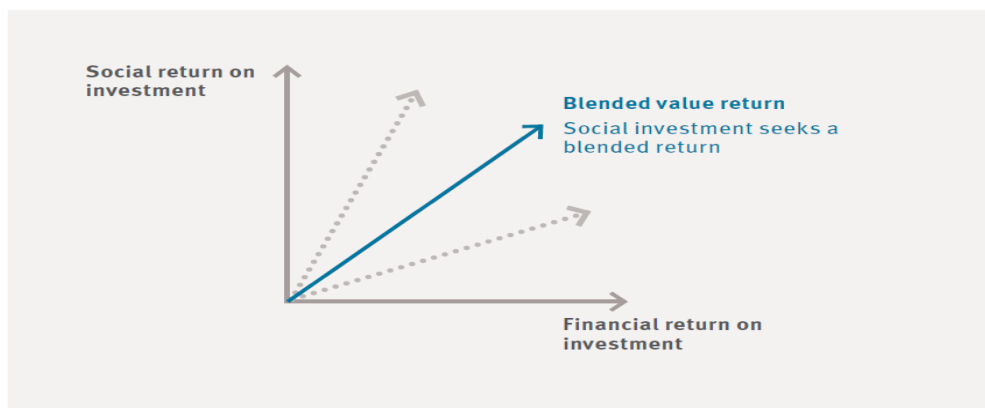 Social return on
investment
Blended value return
Social investment seeks a
blended return
Financial return on
investment